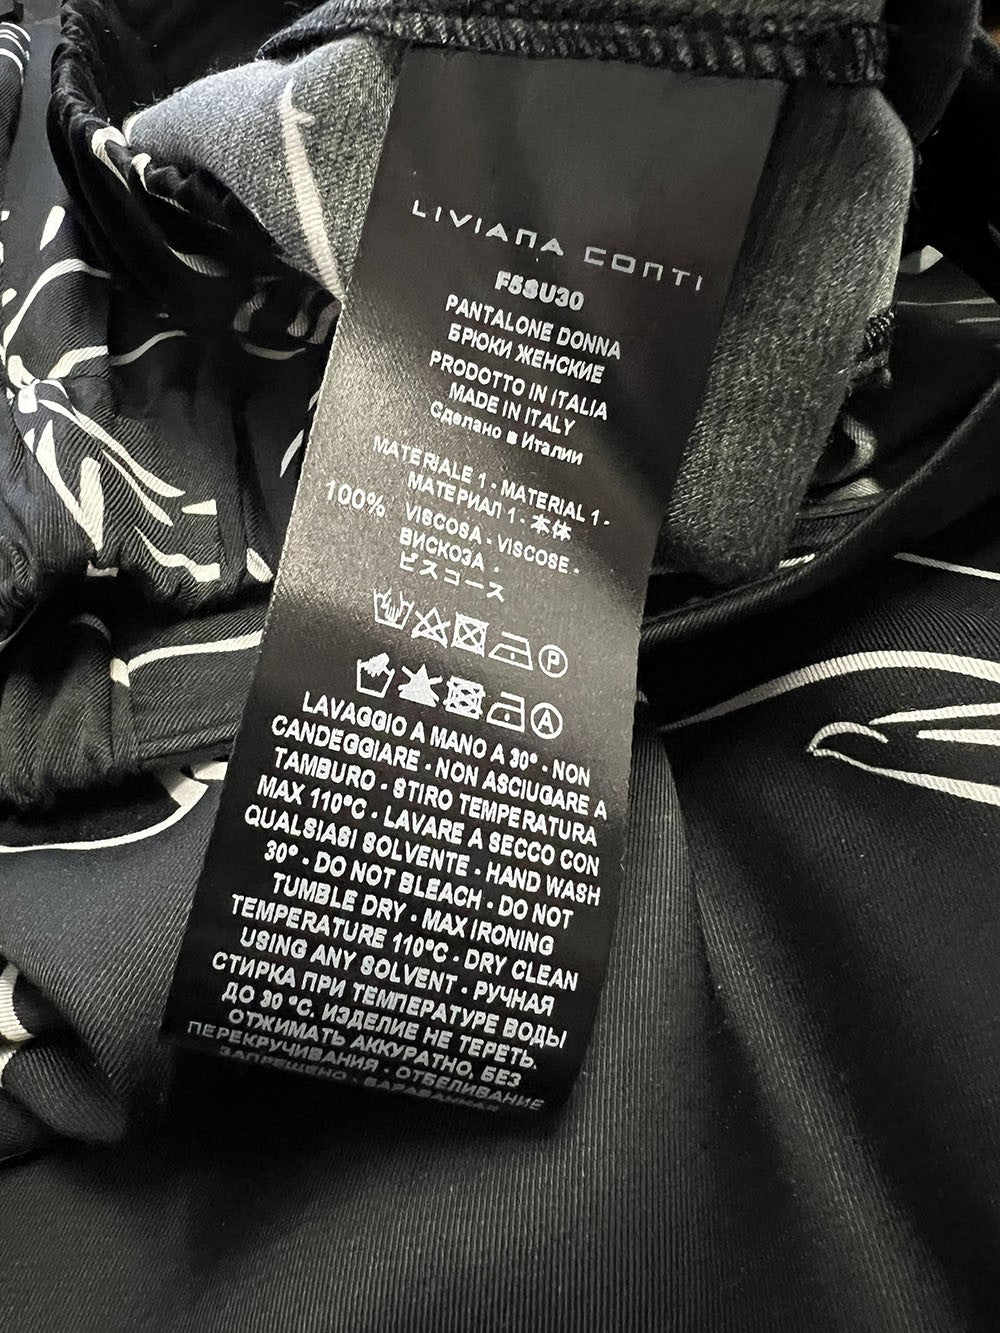 LIVIANA CONTI
F5SU30
PANTALONE DONNA
БРЮКИ ЖЕНСКИЕ
PRODOTTO IN ITALIA
MADE IN ITALY
Сделано в Италии
MATERIALE 1 - MATERIAL 1 -
МАТЕРИАЛ 1 - 本体
100% VISCOSA - VISCOSE -
ВИСКОЗА -
ビスコース
P
A
LAVAGGIO A MANO A 30° - NON
CANDEGGIARE - NON ASCIUGARE A
TAMBURO - STIRO TEMPERATURA
MAX 110°C - LAVARE A SECCO CON
QUALSIASI SOLVENTE - HAND WASH
30° - DO NOT BLEACH - DO NOT
TUMBLE DRY - MAX IRONING
TEMPERATURE 110°C - DRY CLEAN
USING ANY SOLVENT - РУЧНАЯ
СТИРКА ПРИ ТЕМПЕРАТУРЕ ВОДЫ
ДО 30 °C. ИЗДЕЛИЕ НЕ ТЕРЕТЬ.
ОТЖИМАТЬ АККУРАТНО, БЕЗ
ПЕРЕКРУЧИВАНИЯ - ОТБЕЛИВАНИЕ
ЗАПРЕЩЕНО - БАРАБАННАЯ